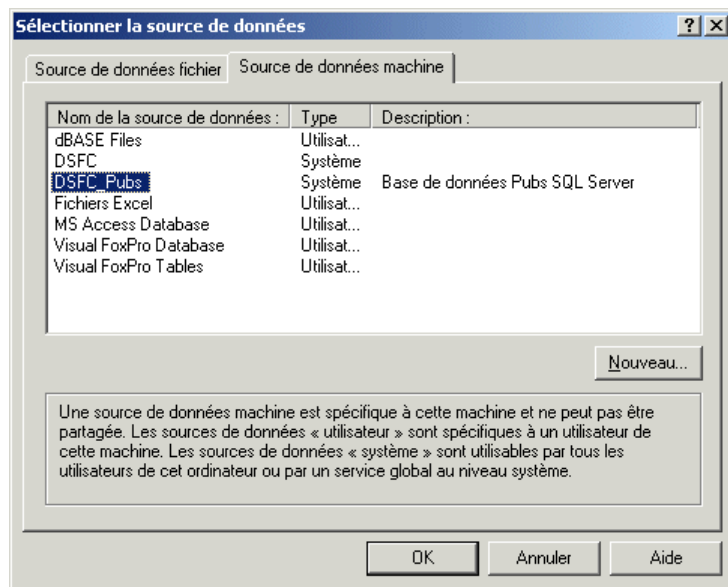 Sélectionner la source de données
Source de données fichier Source de données machine
Nom de la source de données : Type Description :
dBASE Files Utilisat...
DSFC Système
DSFC_Pubs Système Base de données Pubs SQL Server
Fichiers Excel Utilisat...
MS Access Database Utilisat...
Visual FoxPro Database Utilisat...
Visual FoxPro Tables Utilisat...
Nouveau...
Une source de données machine est spécifique à cette machine et ne peut pas être
partagée. Les sources de données « utilisateur » sont spécifiques à un utilisateur de
cette machine. Les sources de données « système » sont utilisables par tous les
utilisateurs de cet ordinateur ou par un service global au niveau système.
OK Annuler Aide